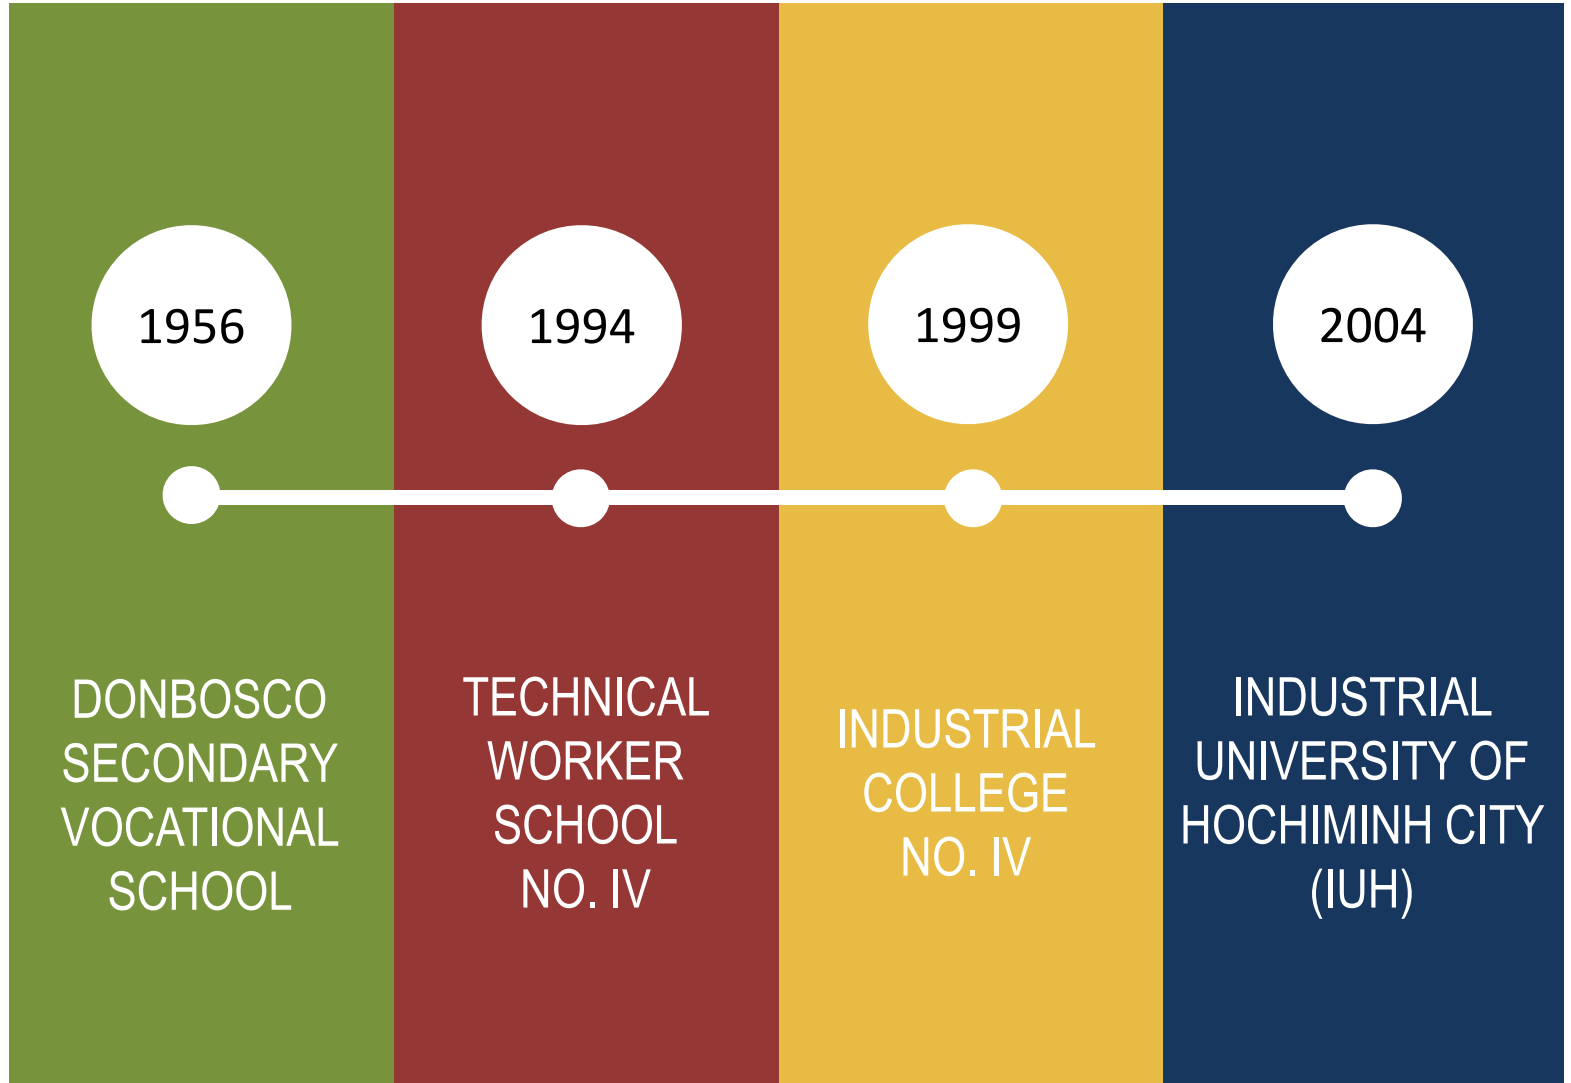 1956
DONBOSCO
SECONDARY
VOCATIONAL
SCHOOL
1994
TECHNICAL
WORKER
SCHOOL
NO. IV
1999
INDUSTRIAL
COLLEGE
NO. IV
2004
INDUSTRIAL
UNIVERSITY OF
HOCHIMINH CITY
(IUH)